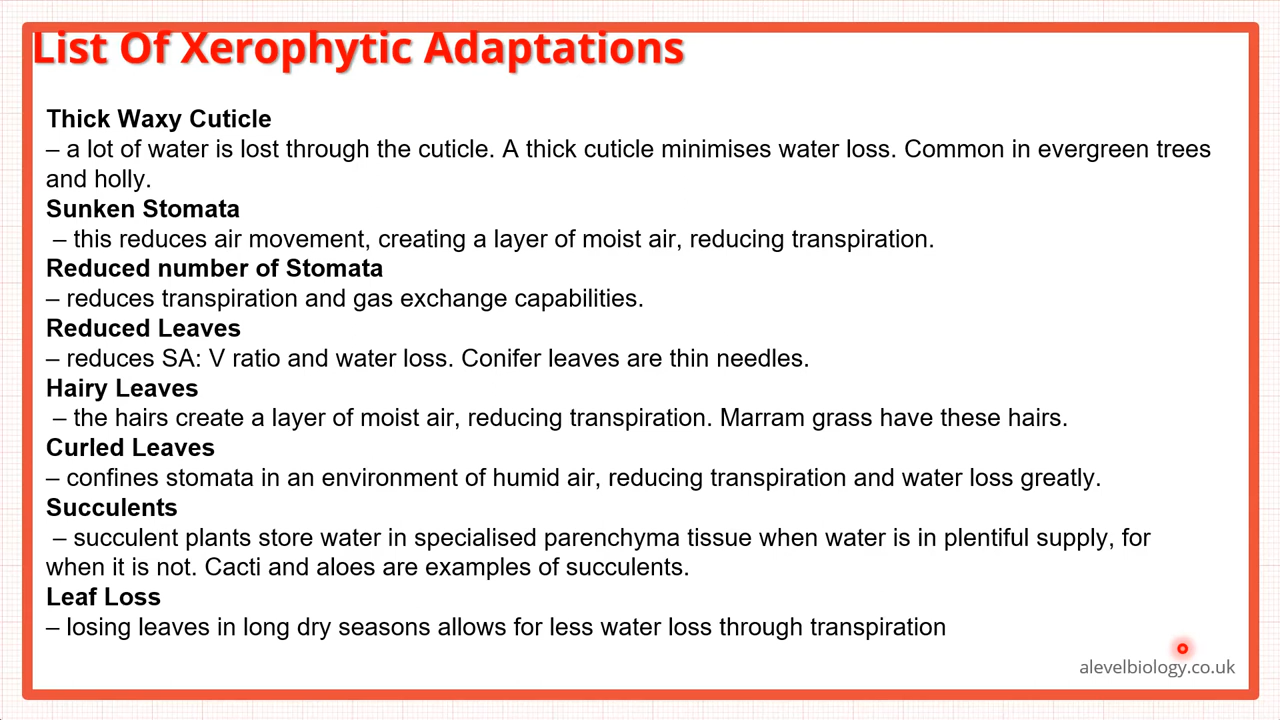 List Of Xerophytic Adaptations
Thick Waxy Cuticle
– a lot of water is lost through the cuticle. A thick cuticle minimises water loss. Common in evergreen trees
and holly.
Sunken Stomata
– this reduces air movement, creating a layer of moist air, reducing transpiration.
Reduced number of Stomata
– reduces transpiration and gas exchange capabilities.
Reduced Leaves
– reduces SA: V ratio and water loss. Conifer leaves are thin needles.
Hairy Leaves
– the hairs create a layer of moist air, reducing transpiration. Marram grass have these hairs.
Curled Leaves
– confines stomata in an environment of humid air, reducing transpiration and water loss greatly.
Succulents
– succulent plants store water in specialised parenchyma tissue when water is in plentiful supply, for
when it is not. Cacti and aloes are examples of succulents.
Leaf Loss
– losing leaves in long dry seasons allows for less water loss through transpiration
alevelbiology.co.uk